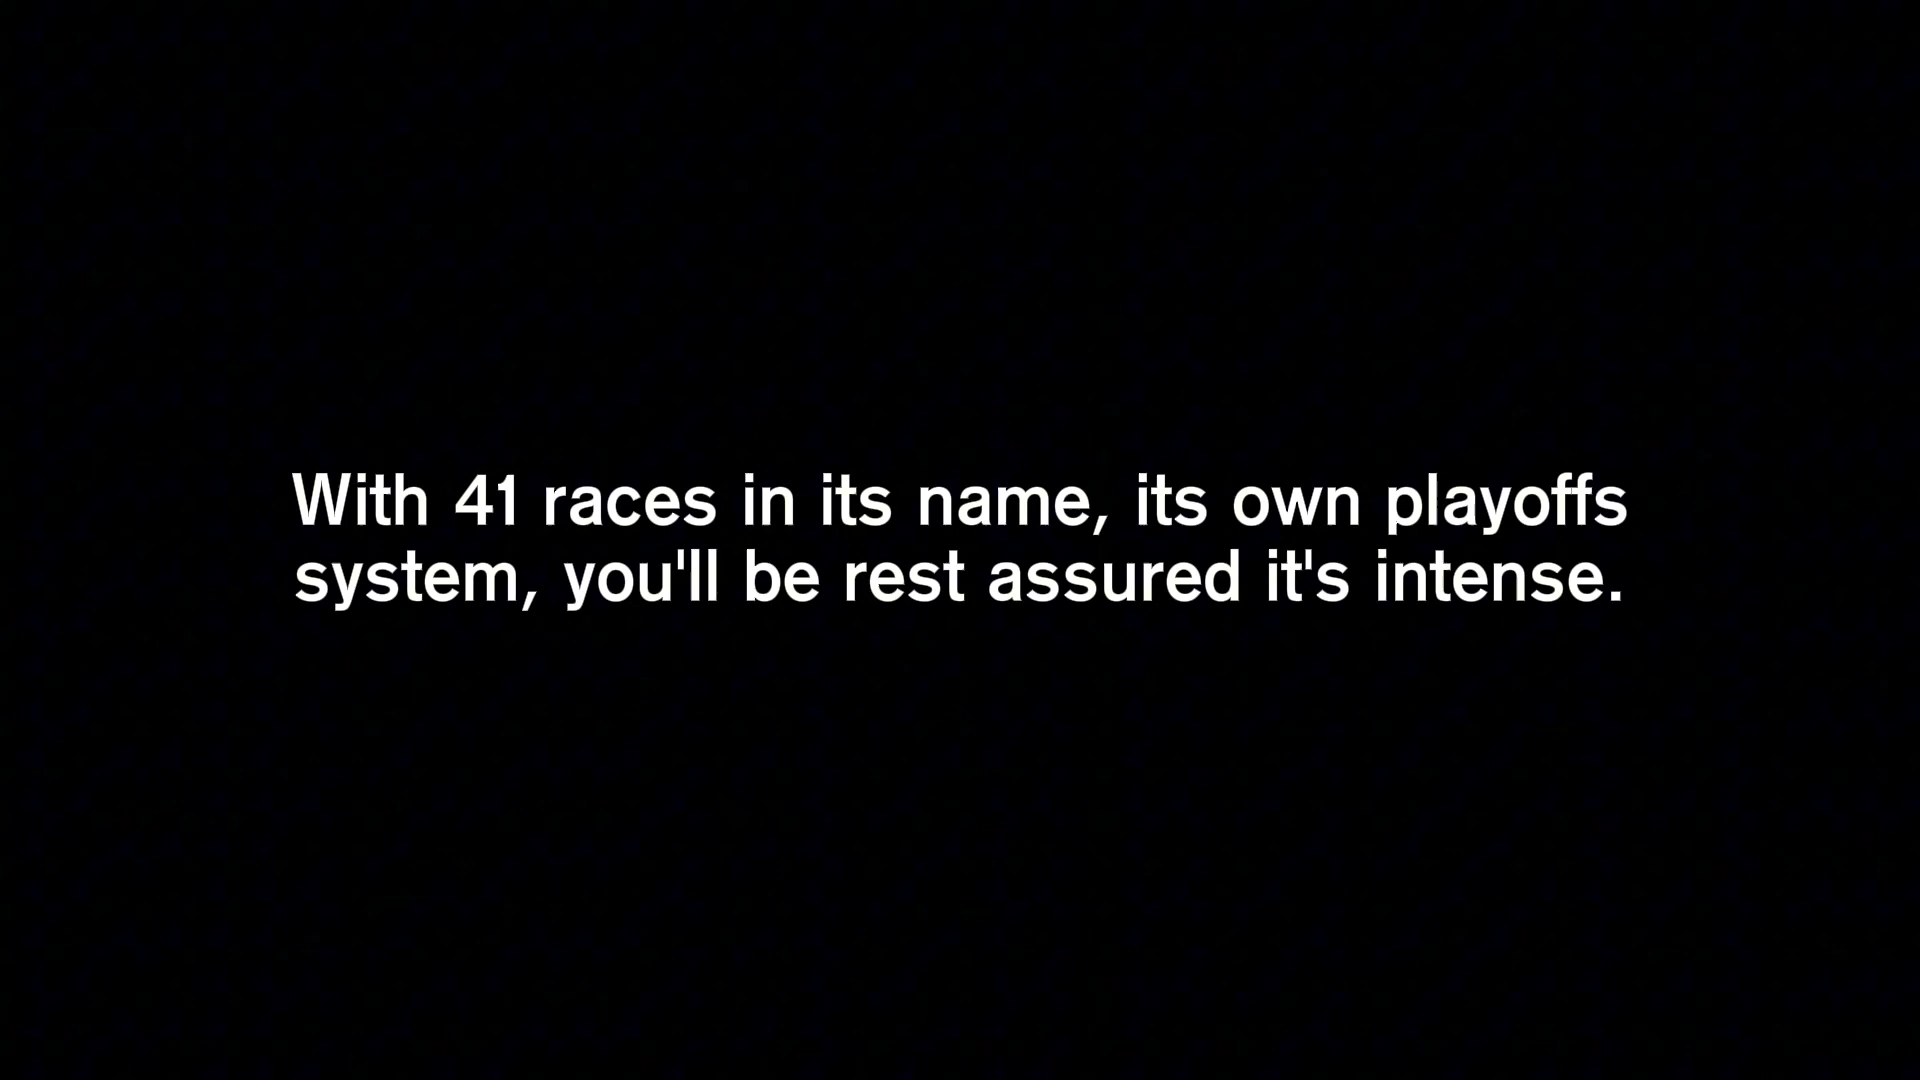 With 41 races in its name, its own playoffs
system, you'll be rest assured it's intense.